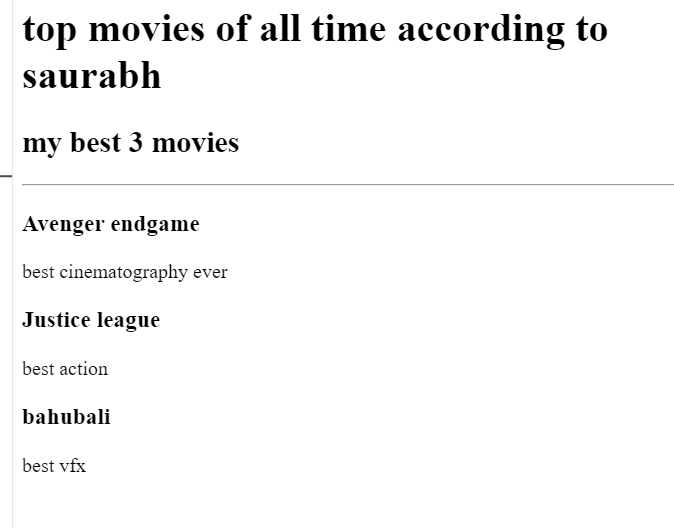 top movies of all time according to
saurabh
my best 3 movies
Avenger endgame
best cinematography ever
Justice league
best action
bahubali
best vfx